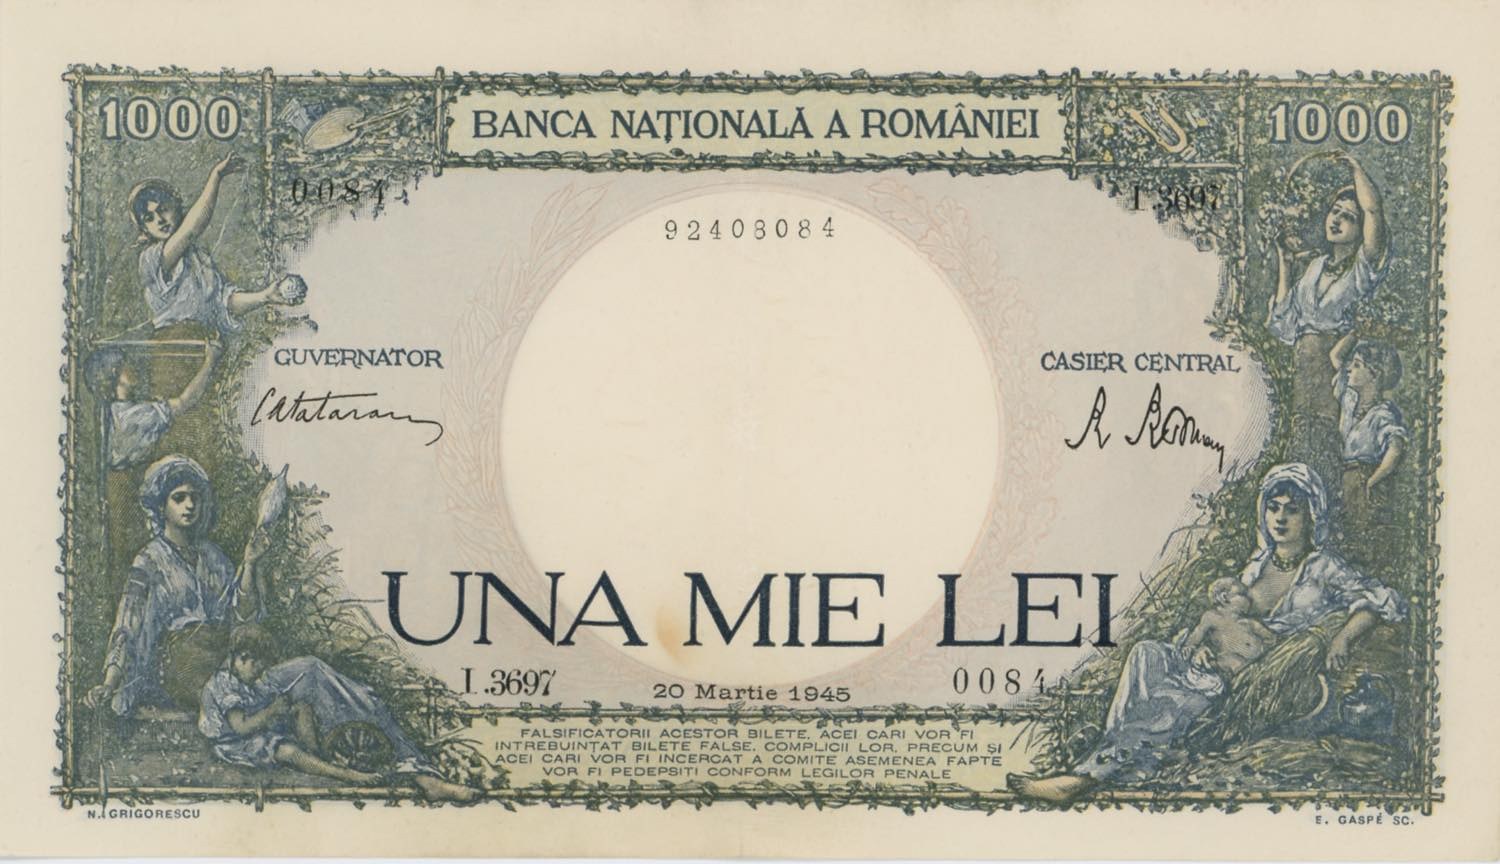 1000
BANCA NAȚIONALĂ A ROMÂNIEI
1000
0084
I.3697
92408084
GUVERNATOR
CASIER CENTRAL
UNA MIE LEI
I.3697
20 Martie 1945
0084
FALSIFICATORII ACESTOR BILETE, ACEI CARI VOR FI
INTREBUINȚAT BILETE FALSE, COMPLICII LOR, PRECUM ȘI
ACEI CARI VOR FI INCERCAT A COMITE ASEMENEA FAPTE
VOR FI PEDEPSITI CONFORM LEGILOR PENALE
N. GRIGORESCU
E. GASPÉ SC.